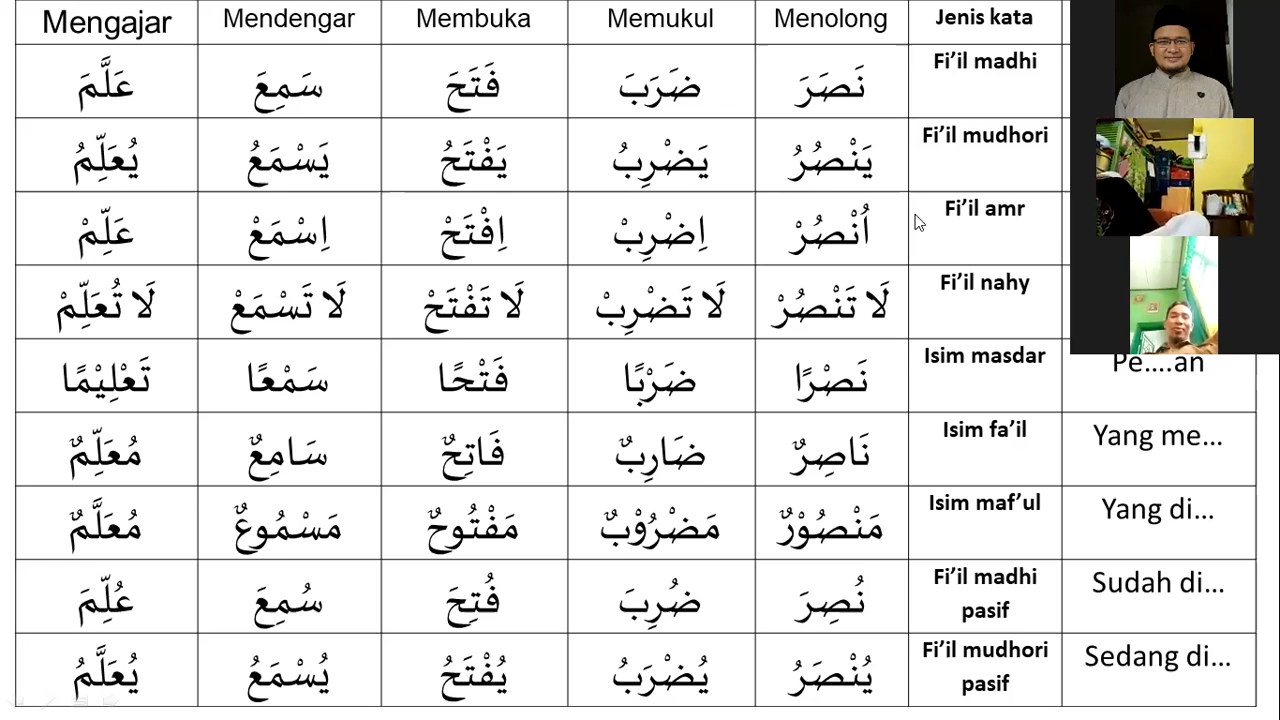 Mengajar Mendengar Membuka Memukul Menolong Jenis kata
عَلَّمَ سَمِعَ فَتَحَ ضَرَبَ نَصَرَ Fi’il madhi
يُعَلِّمُ يَسْمَعُ يَفْتَحُ يَضْرِبُ يَنْصُرُ Fi’il mudhori
عَلِّمْ اِسْمَعْ اِفْتَحْ اِضْرِبْ اُنْصُرْ Fi’il amr
لَا تُعَلِّمْ لَا تَسْمَعْ لَا تَفْتَحْ لَا تَضْرِبْ لَا تَنْصُرْ Fi’il nahy
تَعْلِيْمًا سَمْعًا فَتْحًا ضَرْبًا نَصْرًا Isim masdar Pe....an
مُعَلِّمٌ سَامِعٌ فَاتِحٌ ضَارِبٌ نَاصِرٌ Isim fa’il Yang me...
مُعَلَّمٌ مَسْمُوعٌ مَفْتُوحٌ مَضْرُوْبٌ مَنْصُوْرٌ Isim maf’ul Yang di...
عُلِّمَ سُمِعَ فُتِحَ ضُرِبَ نُصِرَ Fi’il madhi pasif Sudah di...
يُعَلَّمُ يُسْمَعُ يُفْتَحُ يُضْرَبُ يُنْصَرُ Fi’il mudhori pasif Sedang di...